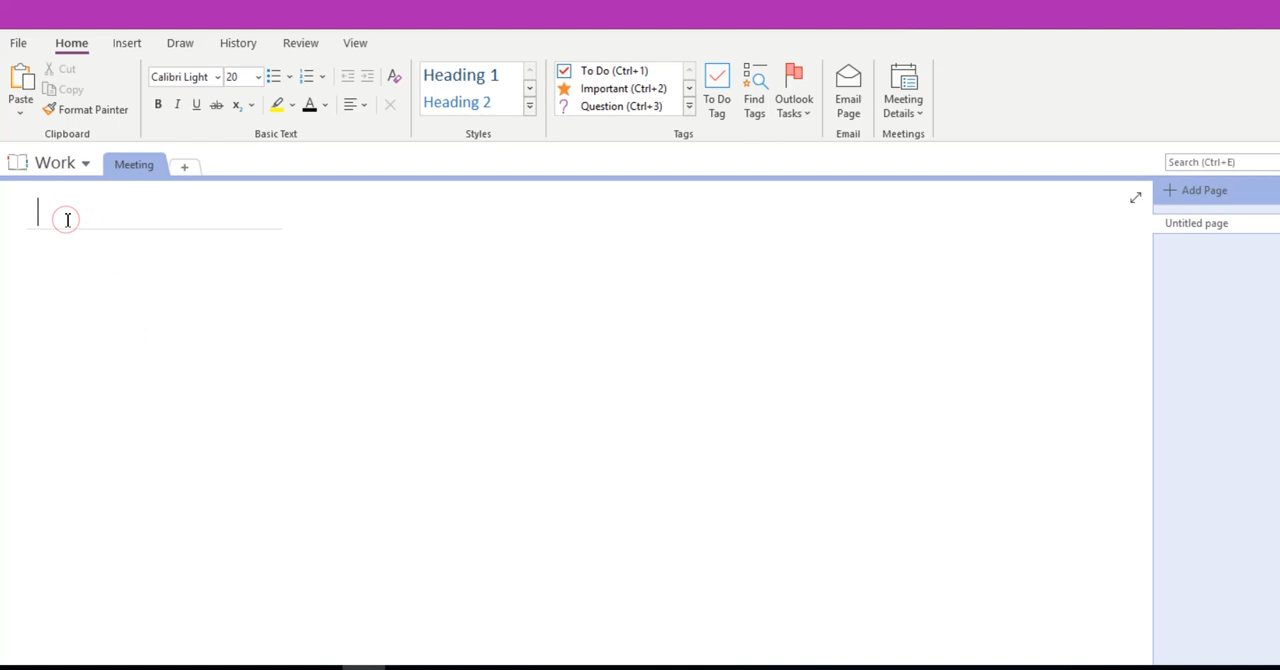 File Home Insert Draw History Review View
Paste
Cut
Copy
Format Painter
Clipboard
Calibri Light 20
B I U ab x₂ A
Basic Text
Heading 1
Heading 2
Styles
To Do (Ctrl+1)
Important (Ctrl+2)
Question (Ctrl+3)
To Do
Tag
Find
Tags
Outlook
Tasks
Tags
Email
Page
Email
Meeting
Details
Meetings
Work Meeting +
Search (Ctrl+E)
Add Page
Untitled page